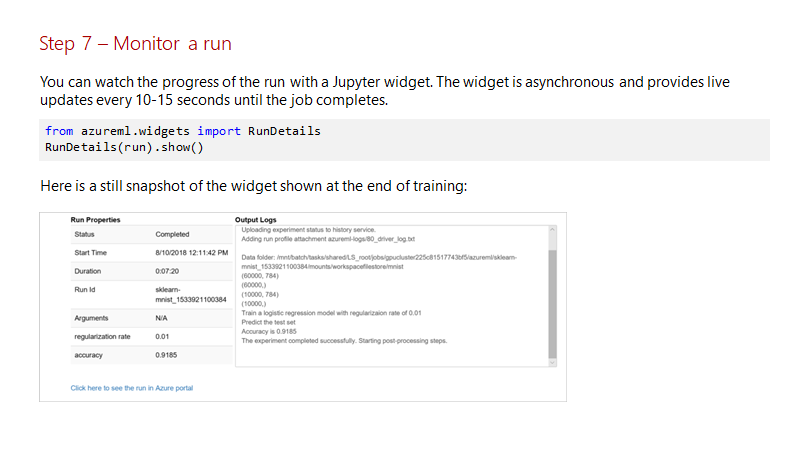 Step 7 – Monitor a run
You can watch the progress of the run with a Jupyter widget. The widget is asynchronous and provides live
updates every 10-15 seconds until the job completes.
from azureml.widgets import RunDetails
RunDetails(run).show()
Here is a still snapshot of the widget shown at the end of training:
Run Properties
Status Completed
Start Time 8/10/2018 12:11:42 PM
Duration 0:07:20
Run Id sklearn-
mnist_1533921100384
Arguments N/A
regularization rate 0.01
accuracy 0.9185
Click here to see the run in Azure portal
Output Logs
Uploading experiment status to history service.
Adding run profile attachment azureml-logs/80_driver_log.txt
Data folder: /mnt/batch/tasks/shared/LS_root/jobs/gpucluster225c81517743bf5/azureml/sklearn-
mnist_1533921100384/mounts/workspacefilestore/mnist
(60000, 784)
(60000,)
(10000, 784)
(10000,)
Train a logistic regression model with regularizaion rate of 0.01
Predict the test set
Accuracy is 0.9185
The experiment completed successfully. Starting post-processing steps.